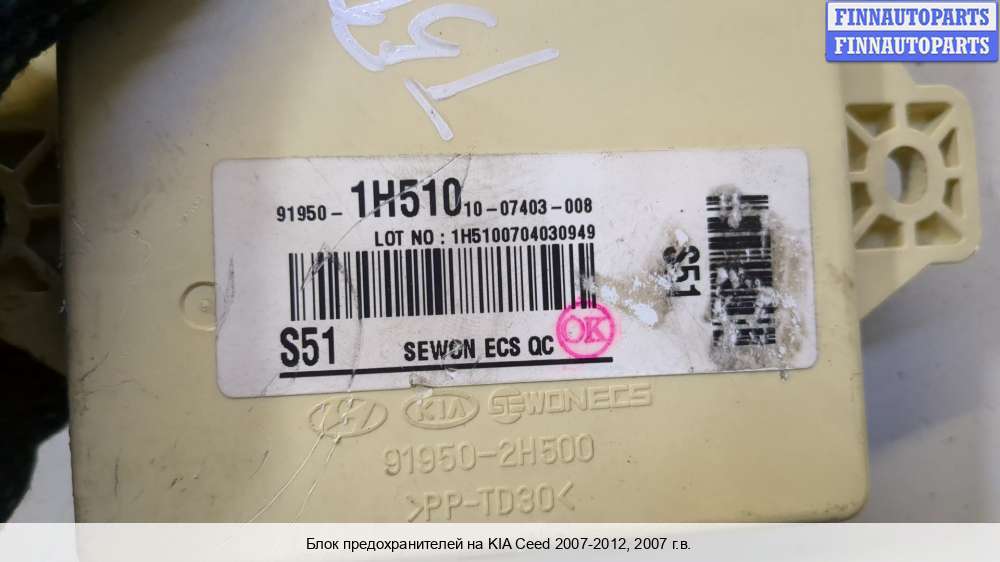 FINNAUTOPARTS
FINNAUTOPARTS
91950-1H510 10-07403-008
LOT NO : 1H5100704030949
S51 SEWON ECS QC OK
S51
KIA SEWONECS
91950-2H500
>PP-TD30<
Блок предохранителей на KIA Ceed 2007-2012, 2007 г.в.